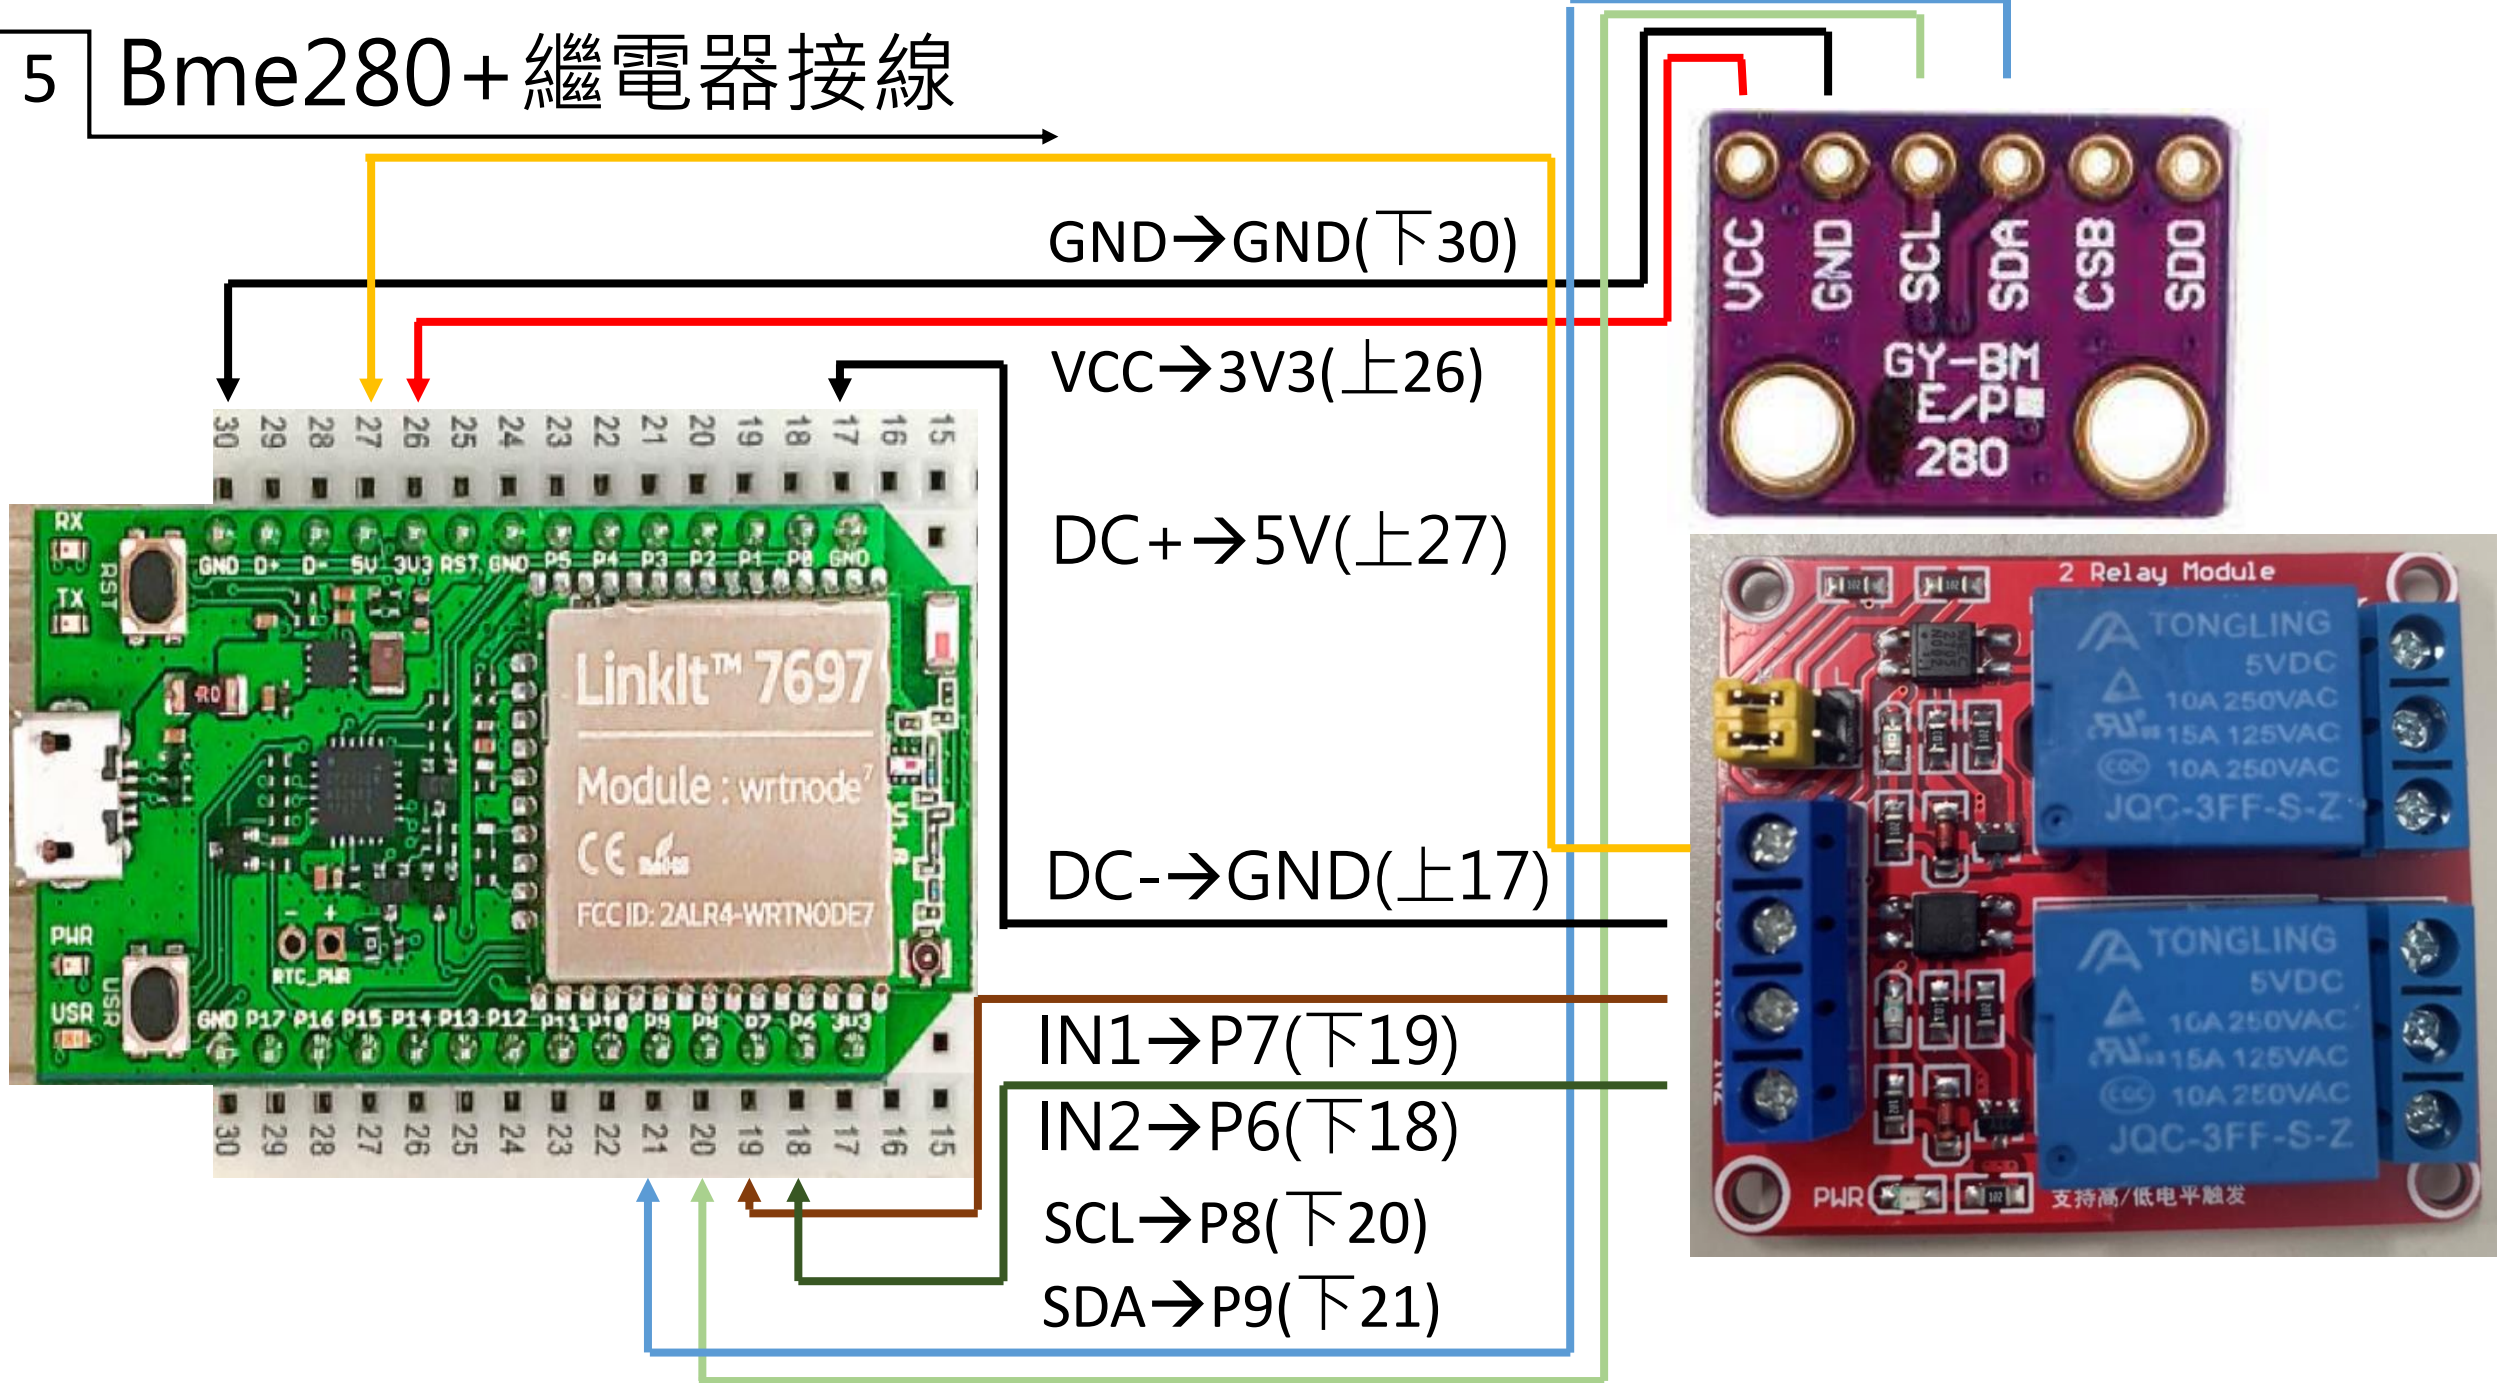 5
Bme280+繼電器接線
GND→GND(下30)
VCC→3V3(上26)
DC+→5V(上27)
DC-→GND(上17)
IN1→P7(下19)
IN2→P6(下18)
SCL→P8(下20)
SDA→P9(下21)
30 29 28 27 26 25 24 23 22 21 20 19 18 17 16 15
RX
TX
RST
GND D+ D- 5V 3V3 RST GND P5 P4 P3 P2 P1 P0 GND
LinkIt™ 7697
Module : wrtnode⁷
CE RoHS
FCC ID: 2ALR4-WRTNODE7
- +
RTC_PWR
PWR
USR
USR
GND P17 P16 P15 P14 P13 P12 P11 P10 P9 P8 P7 P6 3V3
30 29 28 27 26 25 24 23 22 21 20 19 18 17 16 15
VCC GND SCL SDA CSB SDO
GY-BM
E/P
280
2 Relay Module
TONGLING
5VDC
10A 250VAC
15A 125VAC
CQC 10A 250VAC
JQC-3FF-S-Z
TONGLING
5VDC
10A 250VAC
15A 125VAC
CQC 10A 250VAC
JQC-3FF-S-Z
PWR
支持高/低电平触发